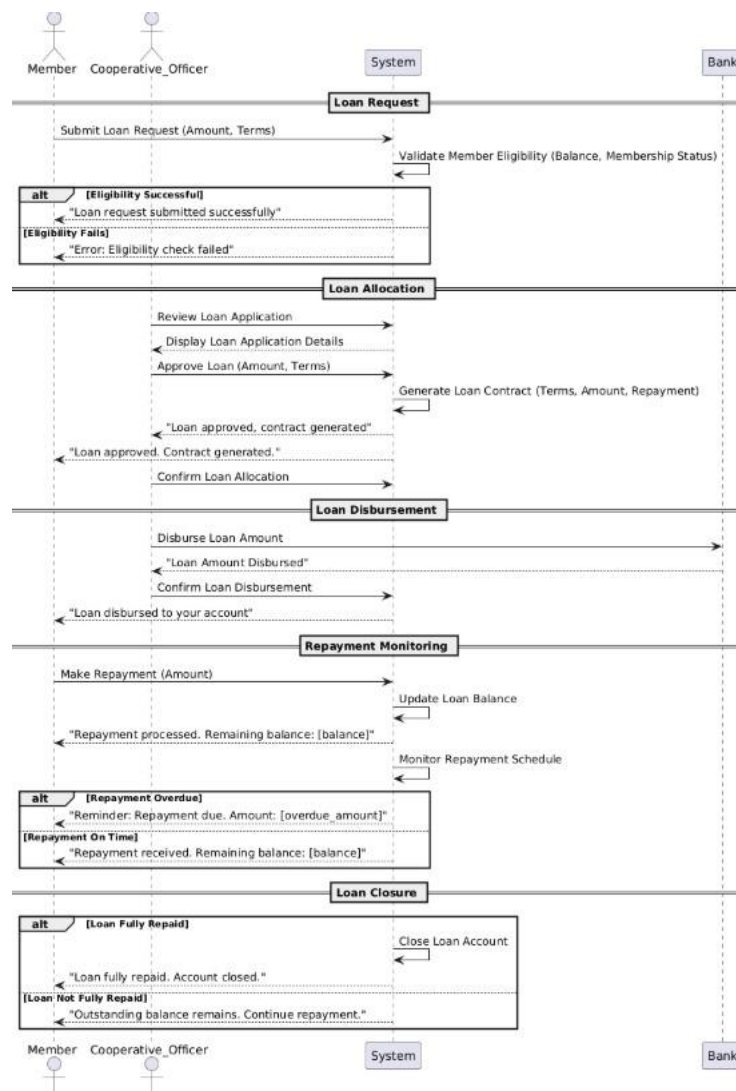 Member Cooperative_Officer System Bank
Loan Request
Submit Loan Request (Amount, Terms)
Validate Member Eligibility (Balance, Membership Status)
alt [Eligibility Successful]
"Loan request submitted successfully"
[Eligibility Fails]
"Error: Eligibility check failed"
Loan Allocation
Review Loan Application
Display Loan Application Details
Approve Loan (Amount, Terms)
Generate Loan Contract (Terms, Amount, Repayment)
"Loan approved, contract generated"
"Loan approved. Contract generated."
Confirm Loan Allocation
Loan Disbursement
Disburse Loan Amount
"Loan Amount Disbursed"
Confirm Loan Disbursement
"Loan disbursed to your account"
Repayment Monitoring
Make Repayment (Amount)
Update Loan Balance
"Repayment processed. Remaining balance: [balance]"
Monitor Repayment Schedule
alt [Repayment Overdue]
"Reminder: Repayment due. Amount: [overdue_amount]"
[Repayment On Time]
"Repayment received. Remaining balance: [balance]"
Loan Closure
alt [Loan Fully Repaid]
Close Loan Account
"Loan fully repaid. Account closed."
[Loan Not Fully Repaid]
"Outstanding balance remains. Continue repayment."
Member Cooperative_Officer System Bank